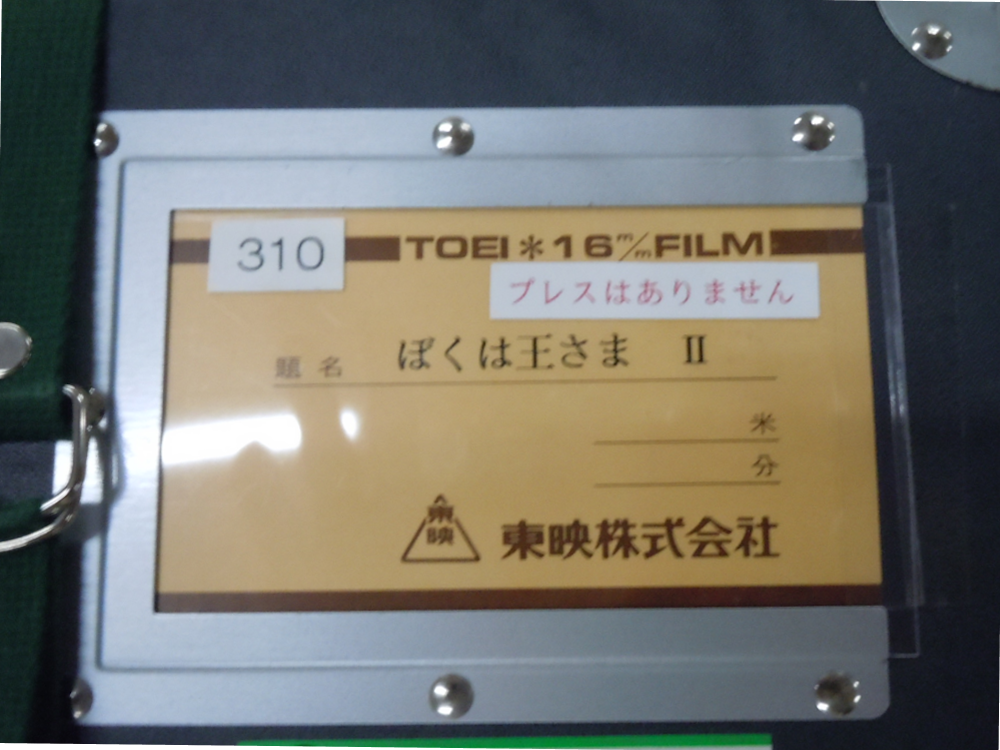 310
TOEI*16m/mFILM
プレスはありません
題名 ぼくは王さま Ⅱ
米
分
東映
東映株式会社